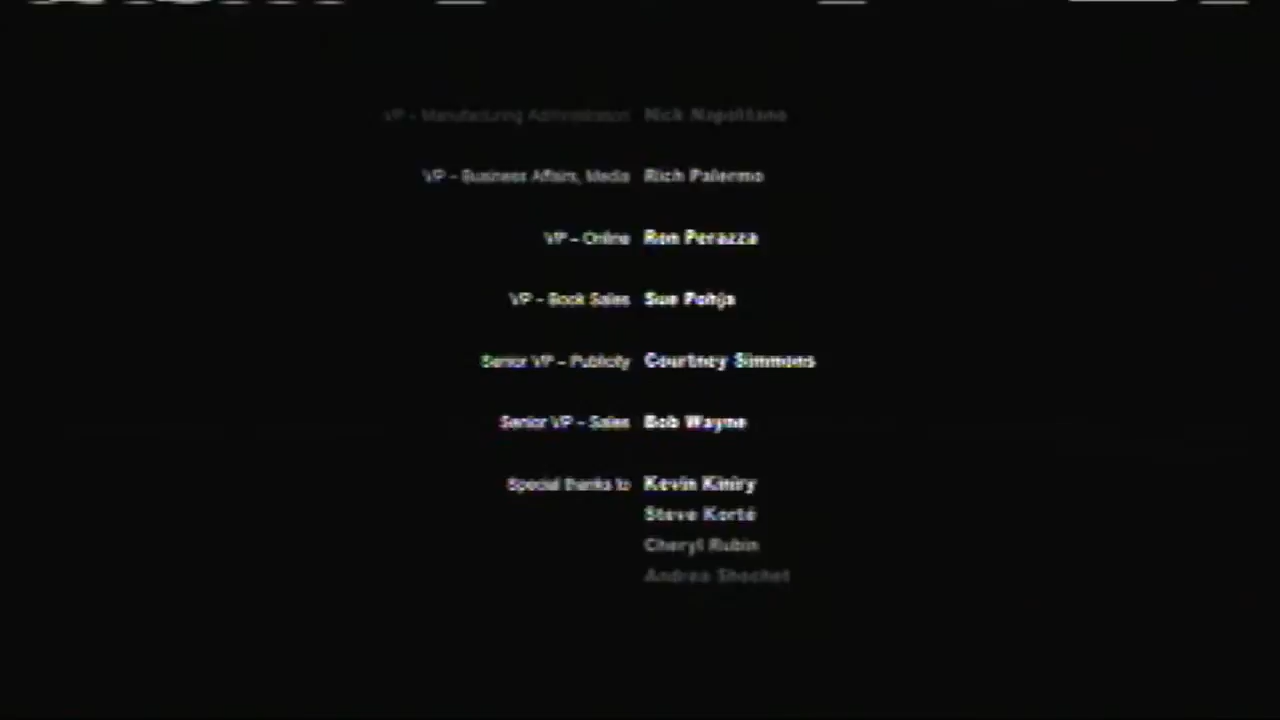 VP - Manufacturing Administration Nick Napolitano
VP - Business Affairs, Media Rich Palermo
VP - Online Ron Perazza
VP - Book Sales Sue Pohja
Senior VP - Publicity Courtney Simmons
Senior VP - Sales Bob Wayne
Special thanks to Kevin Kiniry
Steve Korté
Cheryl Rubin
Andrea Shochet